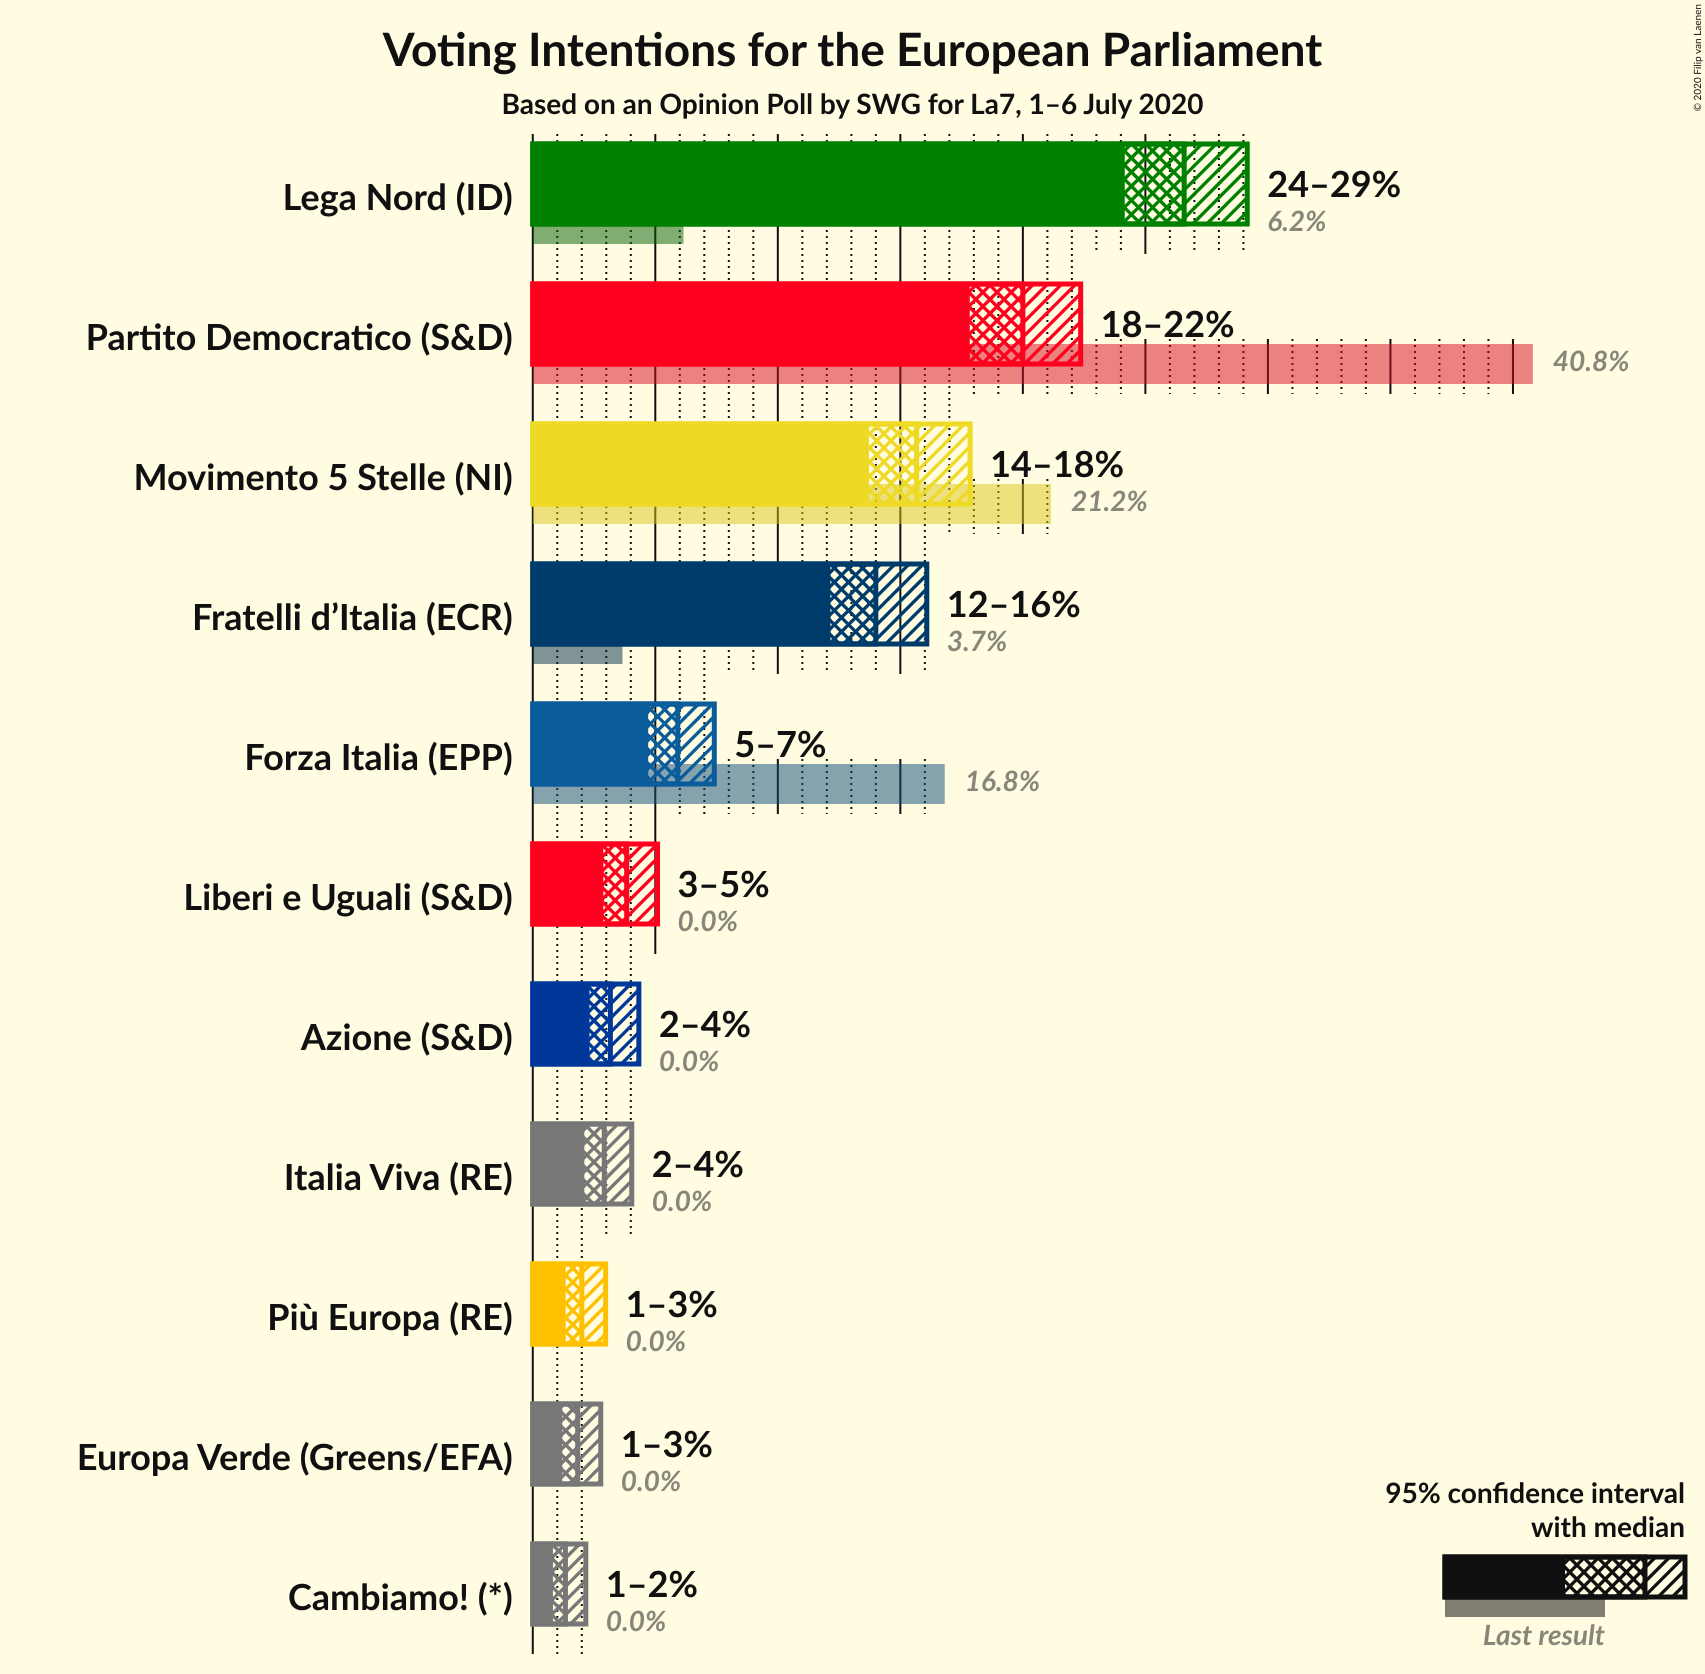 Voting Intentions for the European Parliament
Based on an Opinion Poll by SWG for La7, 1–6 July 2020
© 2020 Filip van Laenen
Lega Nord (ID)
24–29%
6.2%
Partito Democratico (S&D)
18–22%
40.8%
Movimento 5 Stelle (NI)
14–18%
21.2%
Fratelli d’Italia (ECR)
12–16%
3.7%
Forza Italia (EPP)
5–7%
16.8%
Liberi e Uguali (S&D)
3–5%
0.0%
Azione (S&D)
2–4%
0.0%
Italia Viva (RE)
2–4%
0.0%
Più Europa (RE)
1–3%
0.0%
Europa Verde (Greens/EFA)
1–3%
0.0%
Cambiamo! (*)
1–2%
0.0%
95% confidence interval
with median
Last result